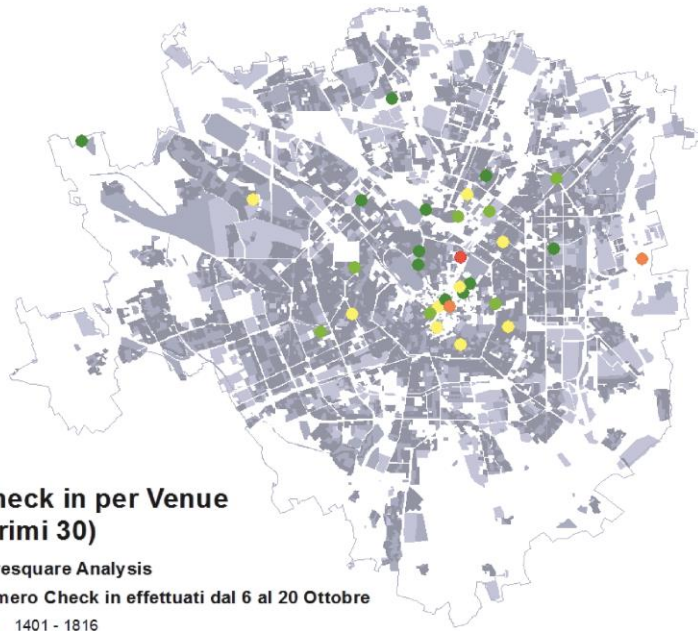 heck in per Venue
rimi 30)
esquare Analysis
mero Check in effettuati dal 6 al 20 Ottobre
1401 - 1816